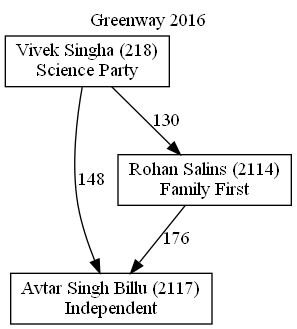 Greenway 2016
Vivek Singha (218)
Science Party
130
Rohan Salins (2114)
Family First
148
176
Avtar Singh Billu (2117)
Independent